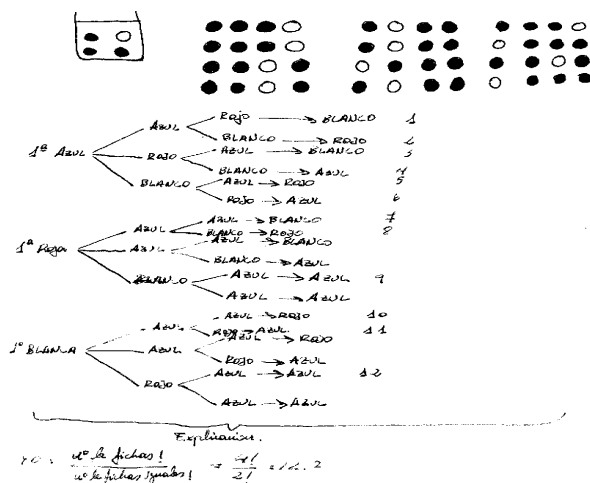 AZUL ROJO → BLANCO 1
BLANCO → ROJO 2
1ª AZUL ROJO AZUL → BLANCO 3
BLANCO → AZUL 4
BLANCO AZUL → ROJO 5
ROJO → AZUL 6
AZUL AZUL → BLANCO 7
BLANCO → ROJO 8
1ª Roja AZUL AZUL → BLANCO
BLANCO → AZUL
BLANCO AZUL → AZUL 9
AZUL → AZUL
AZUL AZUL → ROJO 10
ROJO → AZUL 11
1º BLANCA AZUL AZUL → ROJO
ROJO → AZUL
ROJO AZUL → AZUL 12
AZUL → AZUL
Explicacion.
nº de fichas! = 4!
nº de fichas iguales! 2!